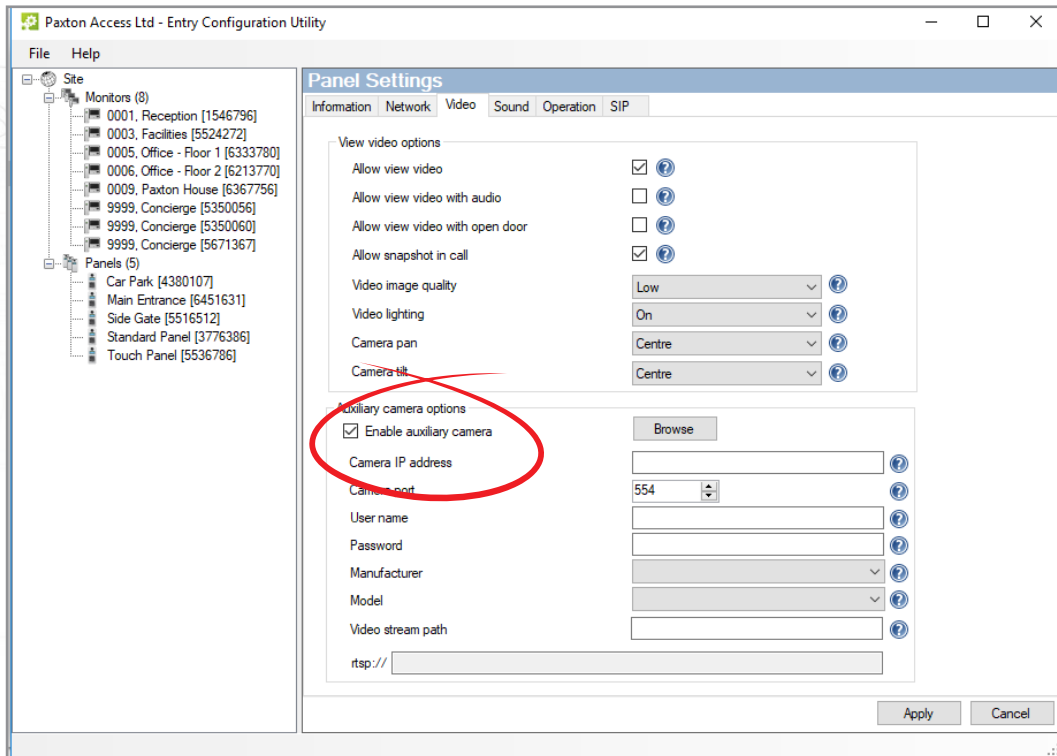 Paxton Access Ltd - Entry Configuration Utility
File Help
Site
Monitors (8)
0001, Reception [1546796]
0003, Facilities [5524272]
0005, Office - Floor 1 [6333780]
0006, Office - Floor 2 [6213770]
0009, Paxton House [6367756]
9999, Concierge [5350056]
9999, Concierge [5350060]
9999, Concierge [5671367]
Panels (5)
Car Park [4380107]
Main Entrance [6451631]
Side Gate [5516512]
Standard Panel [3776386]
Touch Panel [5536786]
Panel Settings
Information Network Video Sound Operation SIP
View video options
Allow view video
Allow view video with audio
Allow view video with open door
Allow snapshot in call
Video image quality Low
Video lighting On
Camera pan Centre
Camera tilt Centre
Auxiliary camera options
Enable auxiliary camera Browse
Camera IP address
Camera port 554
User name
Password
Manufacturer
Model
Video stream path
rtsp://
Apply Cancel